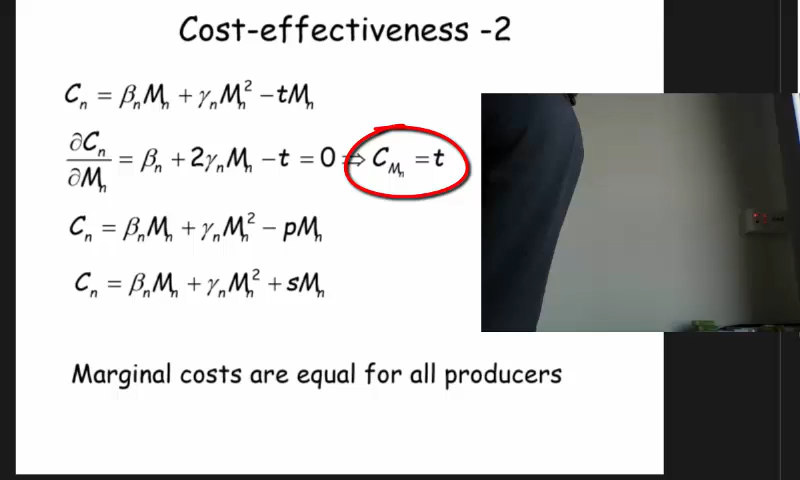 Cost-effectiveness -2
Cₙ = βₙMₙ + γₙMₙ² − tMₙ
∂Cₙ/∂Mₙ = βₙ + 2γₙMₙ − t = 0 ⇒ C_Mₙ = t
Cₙ = βₙMₙ + γₙMₙ² − pMₙ
Cₙ = βₙMₙ + γₙMₙ² + sMₙ
Marginal costs are equal for all producers